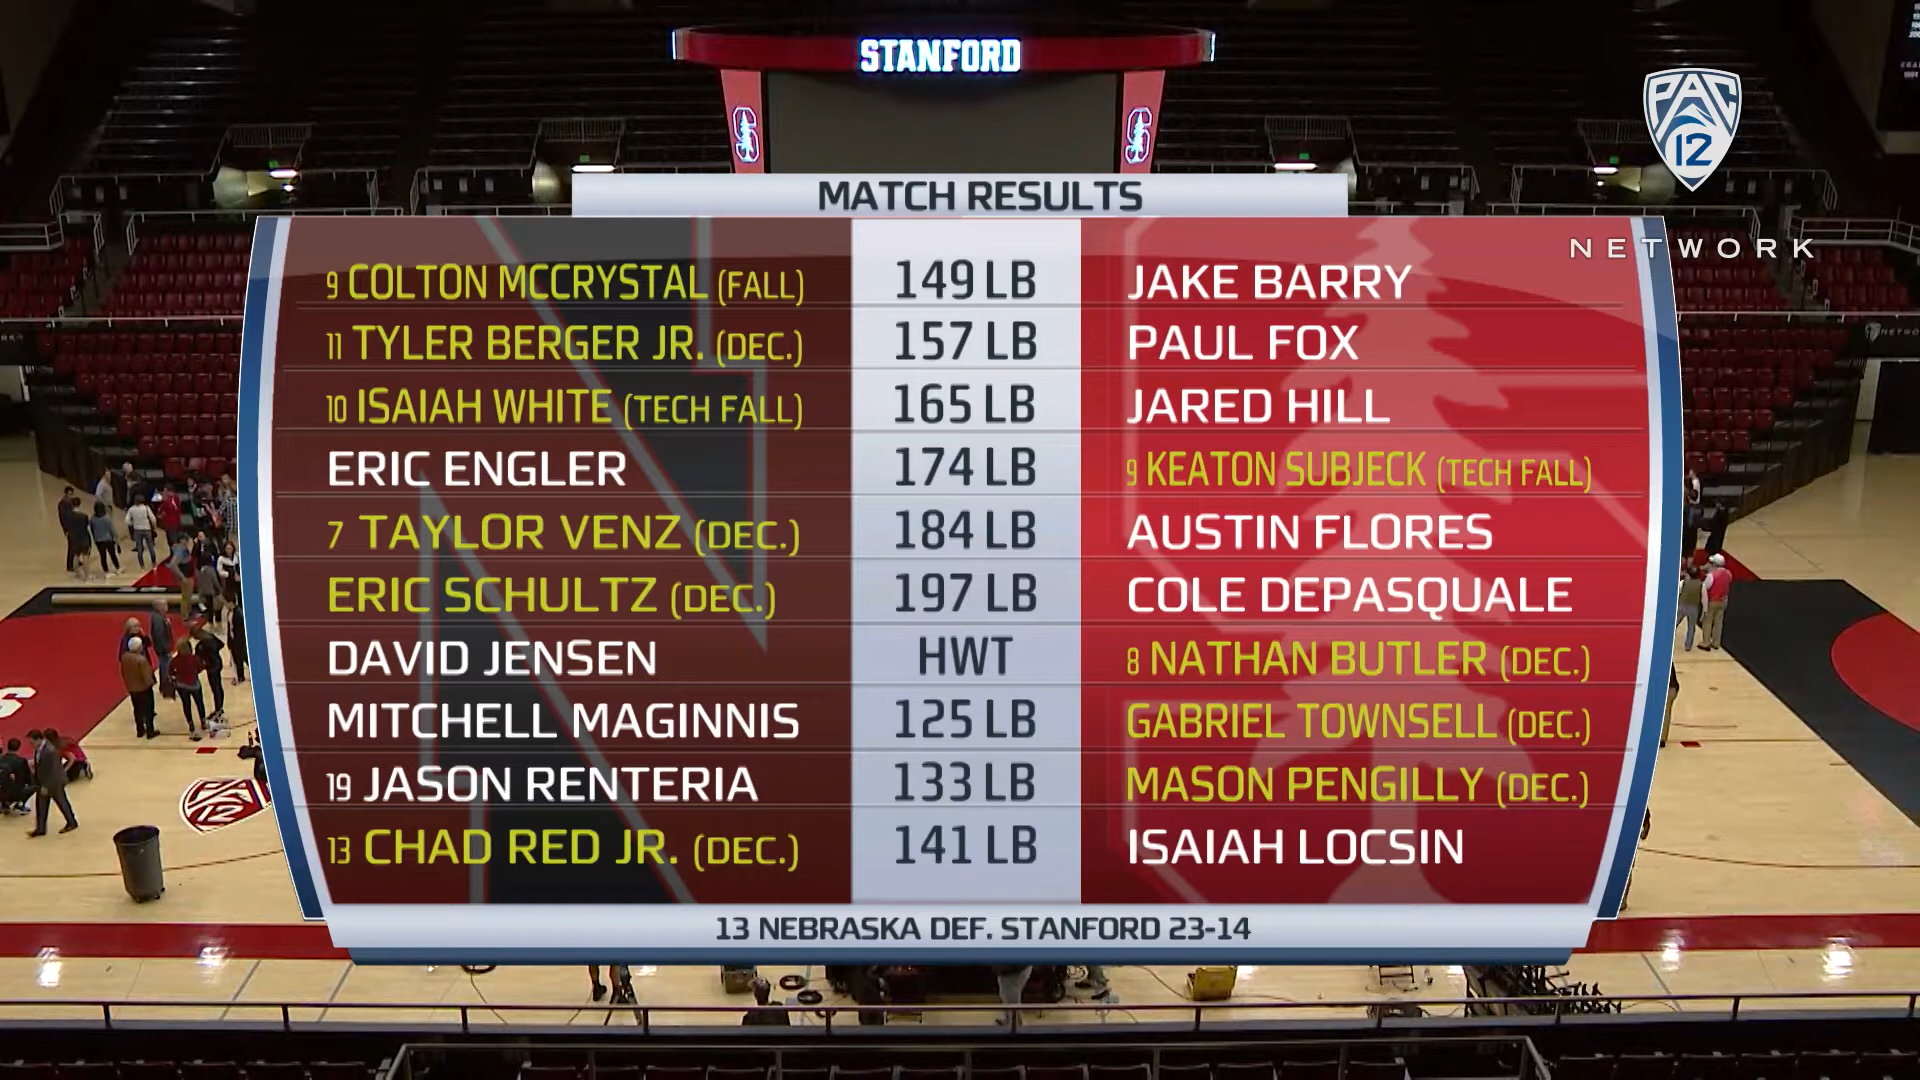 STANFORD
PAC
12
NETWORK
MATCH RESULTS
9 COLTON MCCRYSTAL (FALL) 149 LB JAKE BARRY
11 TYLER BERGER JR. (DEC.) 157 LB PAUL FOX
10 ISAIAH WHITE (TECH FALL) 165 LB JARED HILL
ERIC ENGLER 174 LB 9 KEATON SUBJECK (TECH FALL)
7 TAYLOR VENZ (DEC.) 184 LB AUSTIN FLORES
ERIC SCHULTZ (DEC.) 197 LB COLE DEPASQUALE
DAVID JENSEN HWT 8 NATHAN BUTLER (DEC.)
MITCHELL MAGINNIS 125 LB GABRIEL TOWNSELL (DEC.)
19 JASON RENTERIA 133 LB MASON PENGILLY (DEC.)
13 CHAD RED JR. (DEC.) 141 LB ISAIAH LOCSIN
13 NEBRASKA DEF. STANFORD 23-14